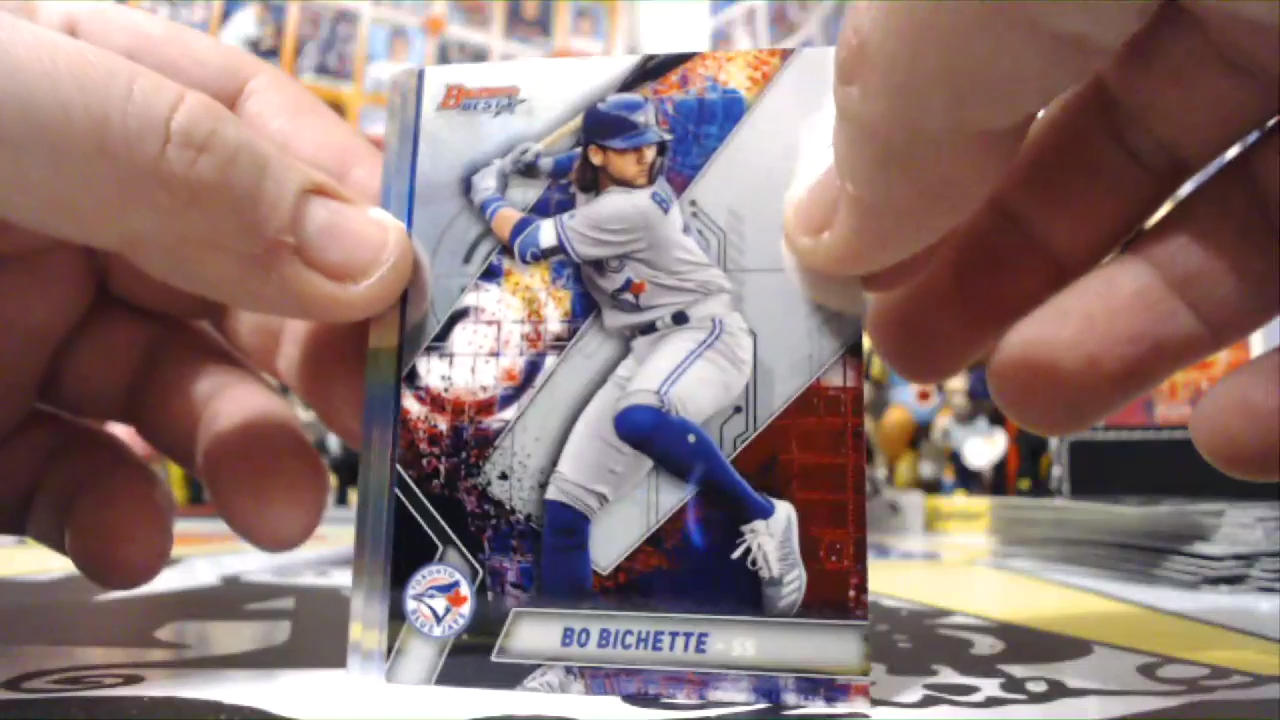 BOWMAN'S
BEST
BO BICHETTE - SS
TORONTO
BLUE JAYS